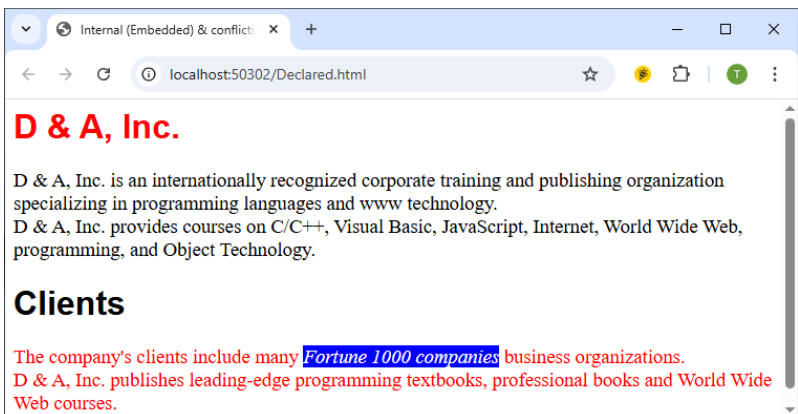 Internal (Embedded) & conflicti
localhost:50302/Declared.html
T
D & A, Inc.
D & A, Inc. is an internationally recognized corporate training and publishing organization
specializing in programming languages and www technology.
D & A, Inc. provides courses on C/C++, Visual Basic, JavaScript, Internet, World Wide Web,
programming, and Object Technology.
Clients
The company's clients include many Fortune 1000 companies business organizations.
D & A, Inc. publishes leading-edge programming textbooks, professional books and World Wide
Web courses.